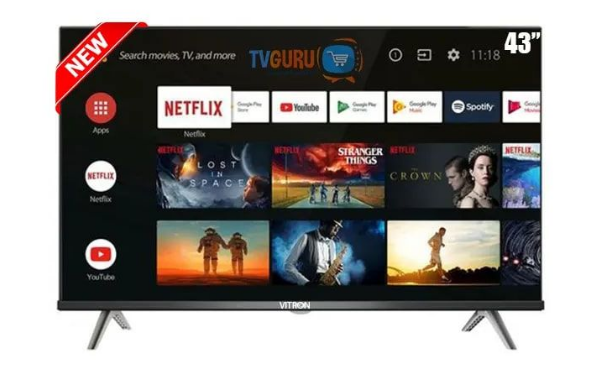 NEW
43"
Search movies, TV, and more
TVGURU
11:18
NETFLIX
Google Play
Store
YouTube
Google Play
Games
Google Play
Music
Spotify
Google Play
Netflix
Apps
NETFLIX
LOST
IN
SPACE
NETFLIX
STRANGER
THINGS
NETFLIX
CROWN
NETFLIX
NETFLIX
Netflix
YouTube
VITRON